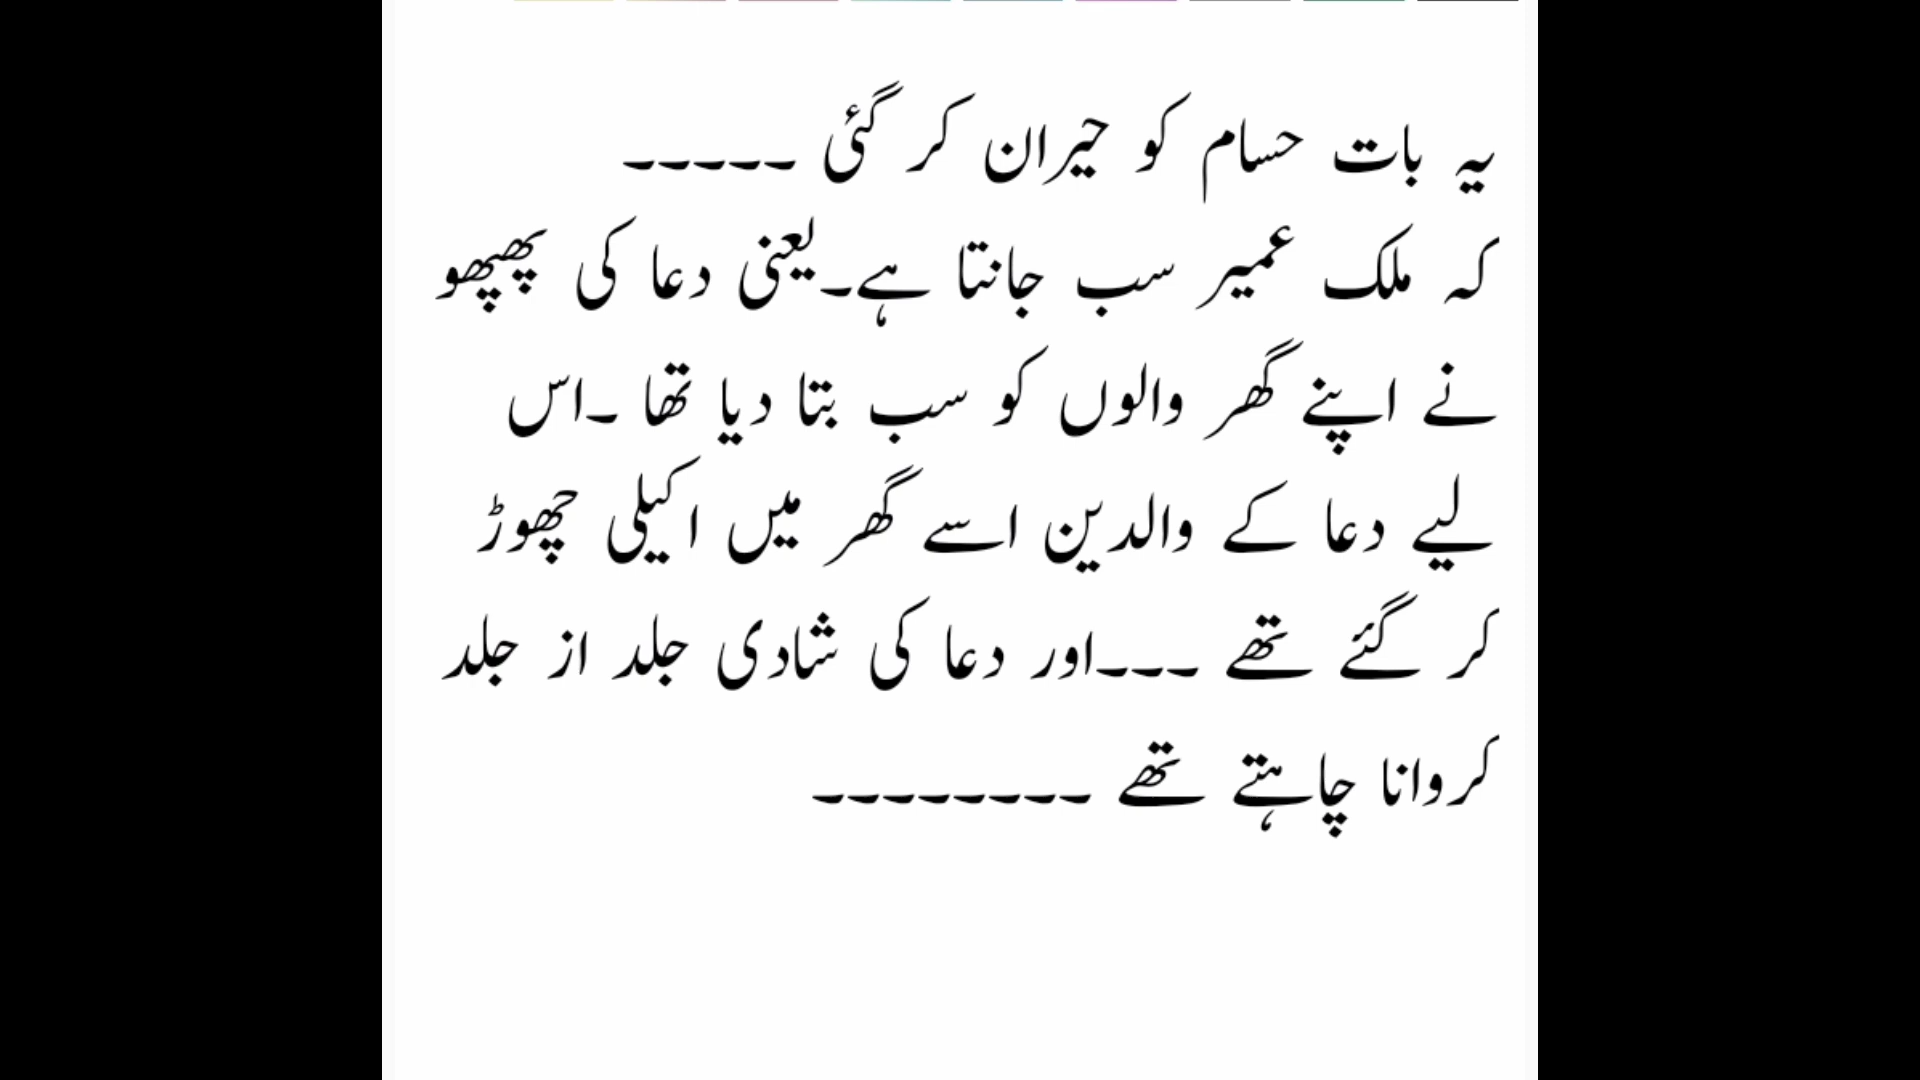 یہ بات حسام کو حیران کر گئی ۔۔۔۔۔
کہ ملک عمیر سب جانتا ہے۔یعنی دعا کی پھپھو
نے اپنے گھر والوں کو سب بتا دیا تھا ۔اس
لیے دعا کے والدین اسے گھر میں اکیلی چھوڑ
کر گئے تھے ۔۔۔اور دعا کی شادی جلد از جلد
کروانا چاہتے تھے ۔۔۔۔۔۔۔۔